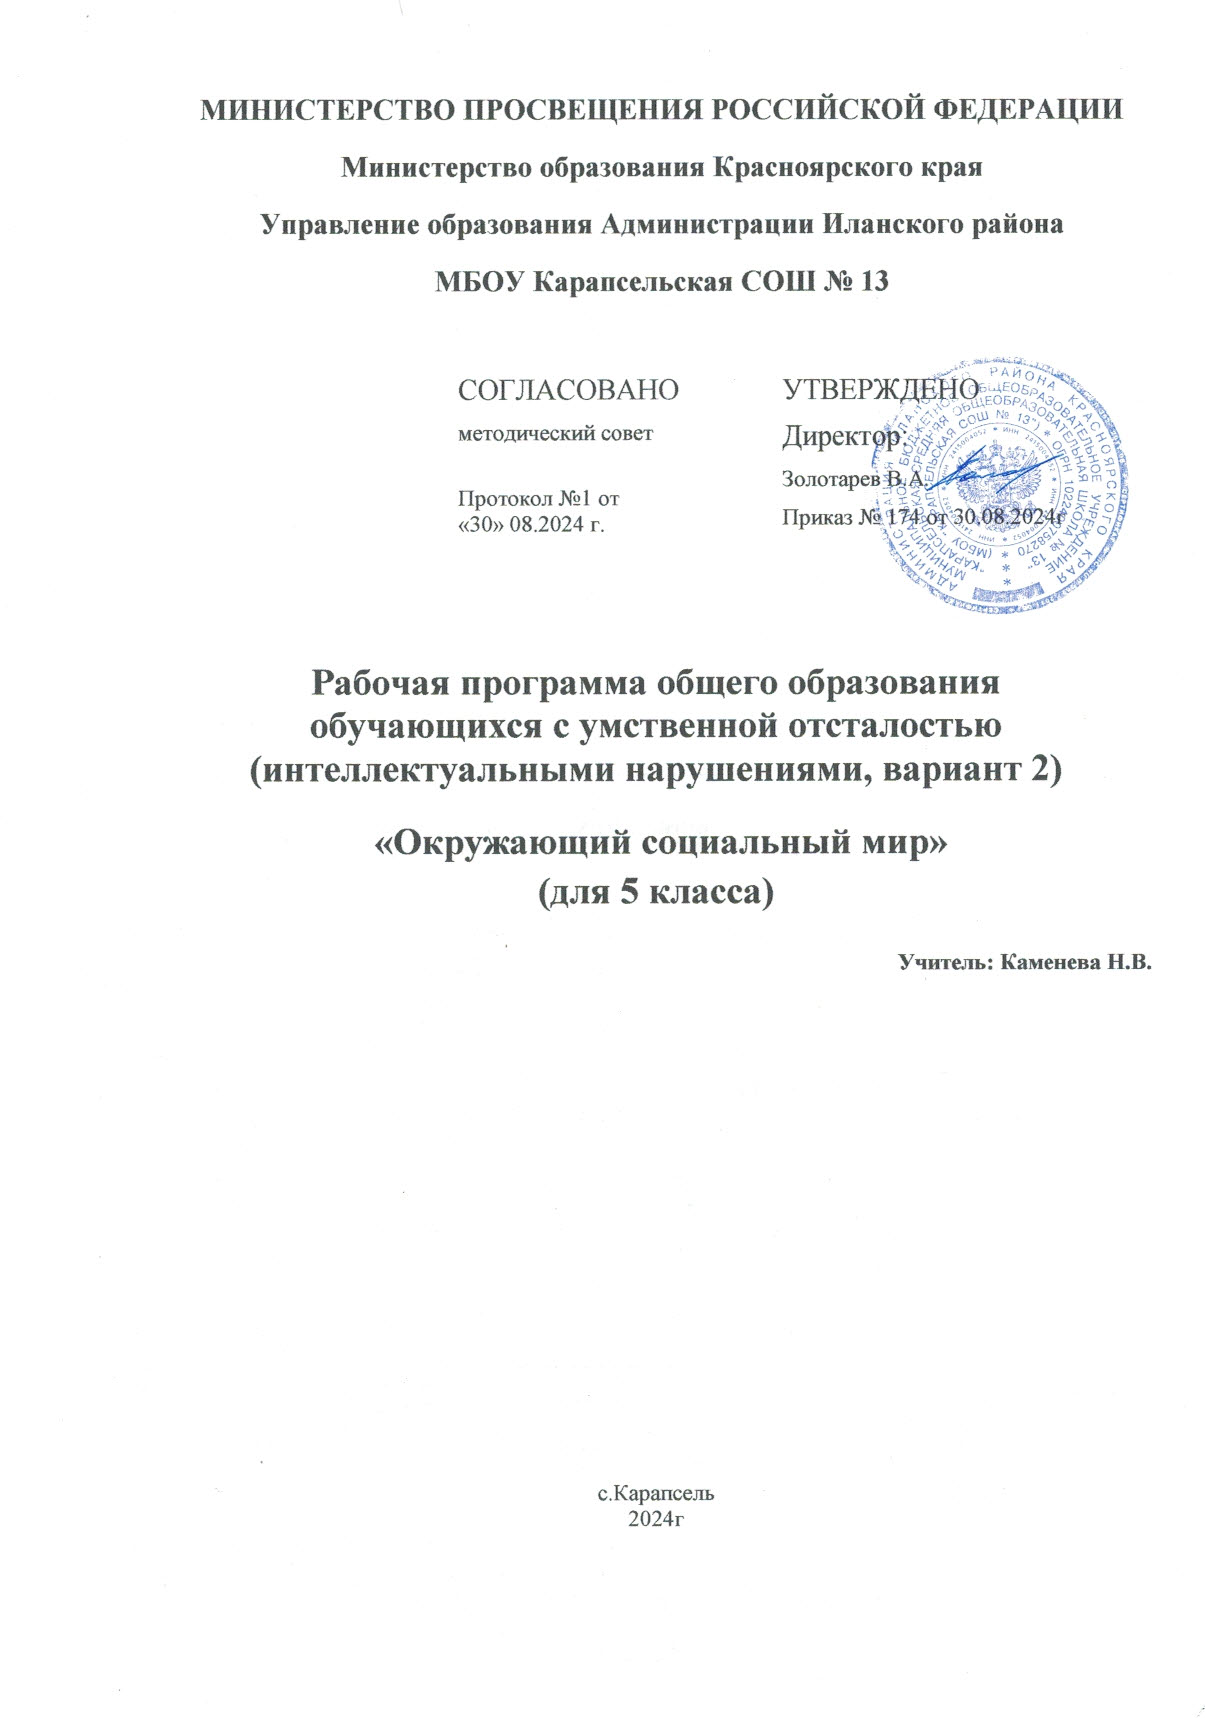 МИНИСТЕРСТВО ПРОСВЕЩЕНИЯ РОССИЙСКОЙ ФЕДЕРАЦИИ
Министерство образования Красноярского края
Управление образования Администрации Иланского района
МБОУ Карапсельская СОШ № 13
СОГЛАСОВАНО
методический совет
Протокол №1 от
«30» 08.2024 г.
УТВЕРЖДЕНО
Директор:
Золотарев В.А.
Приказ № 174 от 30.08.2024г
Рабочая программа общего образования
обучающихся с умственной отсталостью
(интеллектуальными нарушениями, вариант 2)
«Окружающий социальный мир»
(для 5 класса)
Учитель: Каменева Н.В.
с.Карапсель
2024г